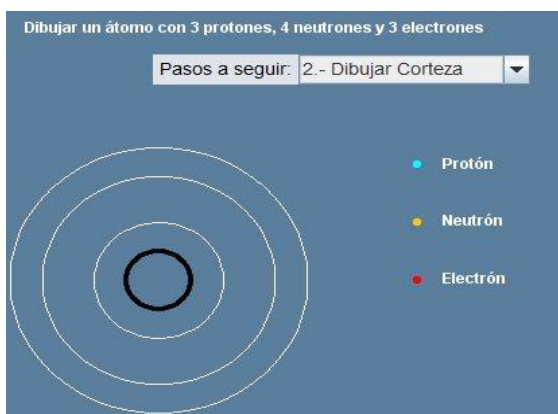 Dibujar un átomo con 3 protones, 4 neutrones y 3 electrones
Pasos a seguir: 2.- Dibujar Corteza
Protón
Neutrón
Electrón